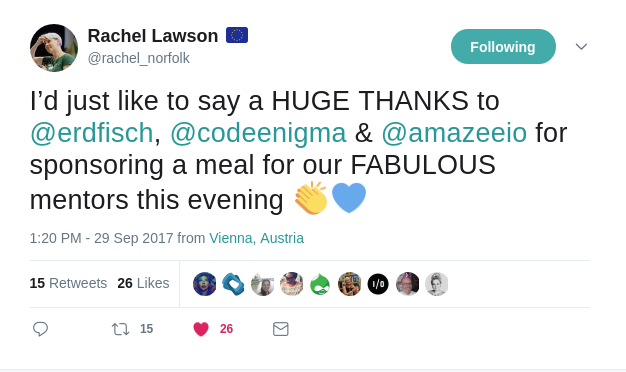 Rachel Lawson 🇪🇺
@rachel_norfolk
Following
I’d just like to say a HUGE THANKS to
@erdfisch, @codeenigma & @amazeeio for
sponsoring a meal for our FABULOUS
mentors this evening 👏💙
1:20 PM - 29 Sep 2017 from Vienna, Austria
15 Retweets 26 Likes
I/O
15 26